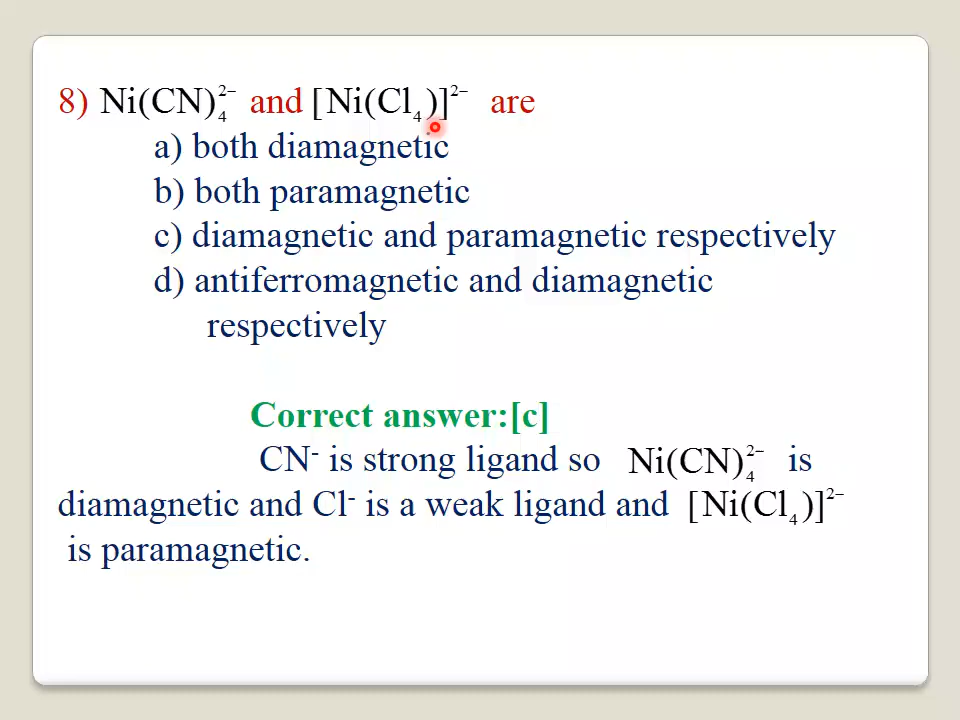 8) Ni(CN)₄²⁻ and [Ni(Cl₄)]²⁻ are
a) both diamagnetic
b) both paramagnetic
c) diamagnetic and paramagnetic respectively
d) antiferromagnetic and diamagnetic
respectively
Correct answer:[c]
CN⁻ is strong ligand so Ni(CN)₄²⁻ is
diamagnetic and Cl⁻ is a weak ligand and [Ni(Cl₄)]²⁻
is paramagnetic.